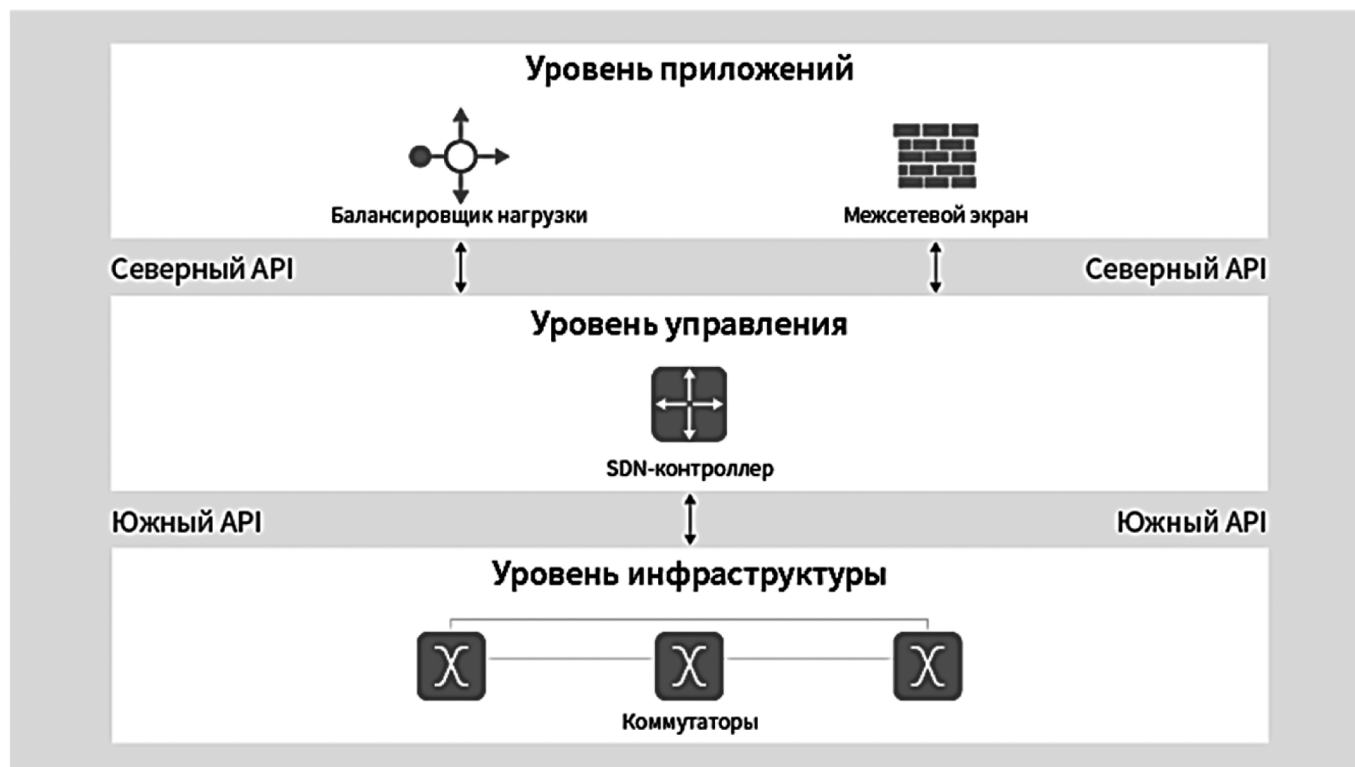 Уровень приложений
Балансировщик нагрузки
Межсетевой экран
Северный API
Северный API
Уровень управления
SDN-контроллер
Южный API
Южный API
Уровень инфраструктуры
Коммутаторы